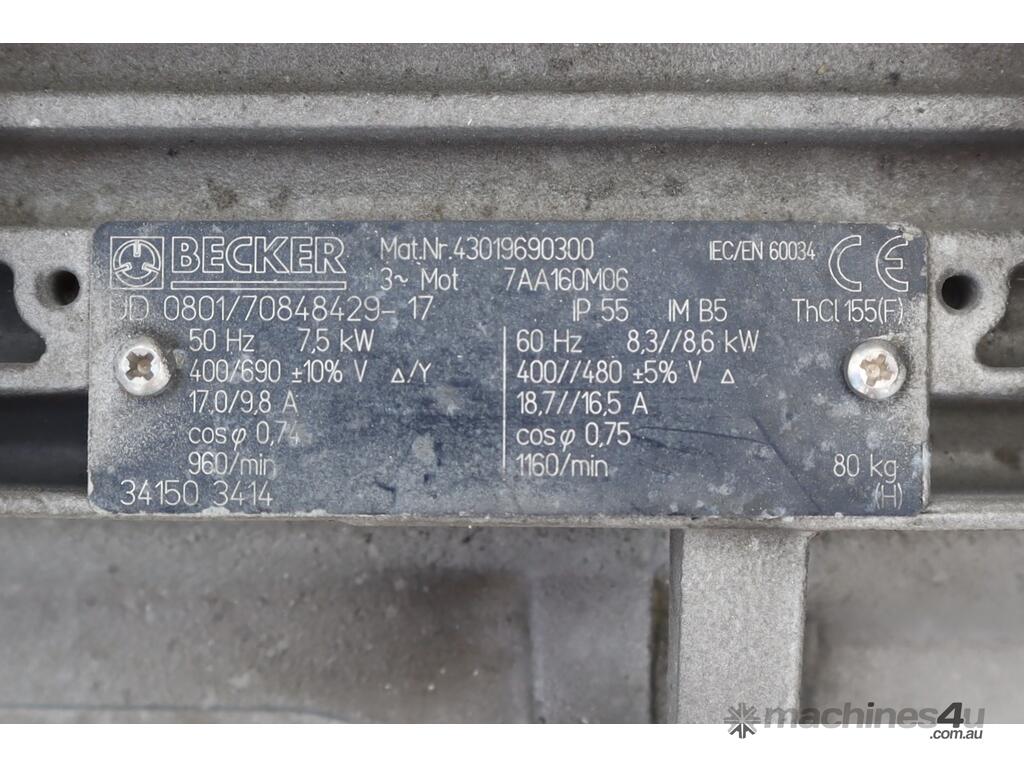 BECKER Mat.Nr.43019690300 IEC/EN 60034 CE
3~ Mot 7AA160M06
UD 0801/70848429-17 IP 55 IM B5 ThCl 155(F)
50 Hz 7,5 kW
400/690 ±10% V Δ/Y
17,0/9,8 A
cos φ 0,74
960/min
34150 3414
60 Hz 8,3//8,6 kW
400//480 ±5% V Δ
18,7//16,5 A
cos φ 0,75
1160/min
80 kg
(H)
machines4u
.com.au